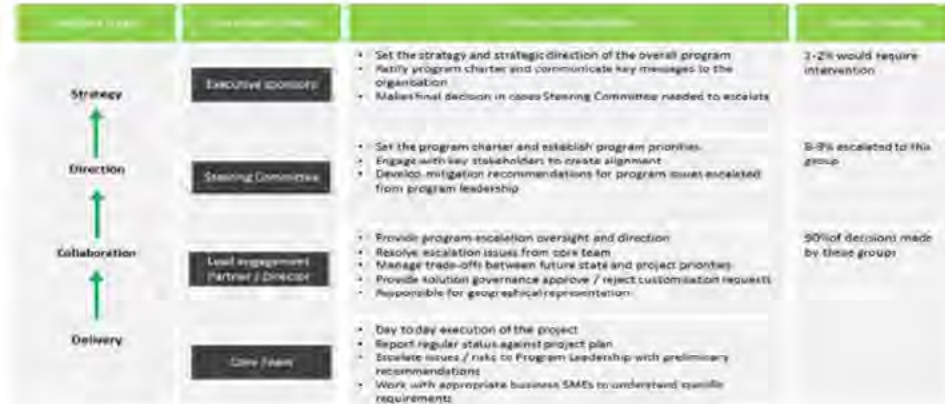 Strategy
Executive sponsors
• Set the strategy and strategic direction of the overall program
• Ratify program charter and communicate key messages to the
organisation
• Makes final decision in cases Steering Committee needed to escalate
1-2% would require
intervention
Direction
Steering Committee
• Set the program charter and establish program priorities.
• Engage with key stakeholders to create alignment
• Develop mitigation recommendations for program issues escalated
from program leadership
8-9% escalated to this
group
Collaboration
Lead engagement
Partner / Director
• Provide program escalation oversight and direction
• Resolve escalation issues from core team
• Manage trade-offs between future state and project priorities
• Provide solution governance approve / reject customisation requests
• Responsible for geographical representation
90% of decisions made
by these groups
Delivery
Core Team
• Day to day execution of the project
• Report regular status against project plan
• Escalate issues / risks to Program Leadership with preliminary
recommendations
• Work with appropriate business SMEs to understand specific
requirements